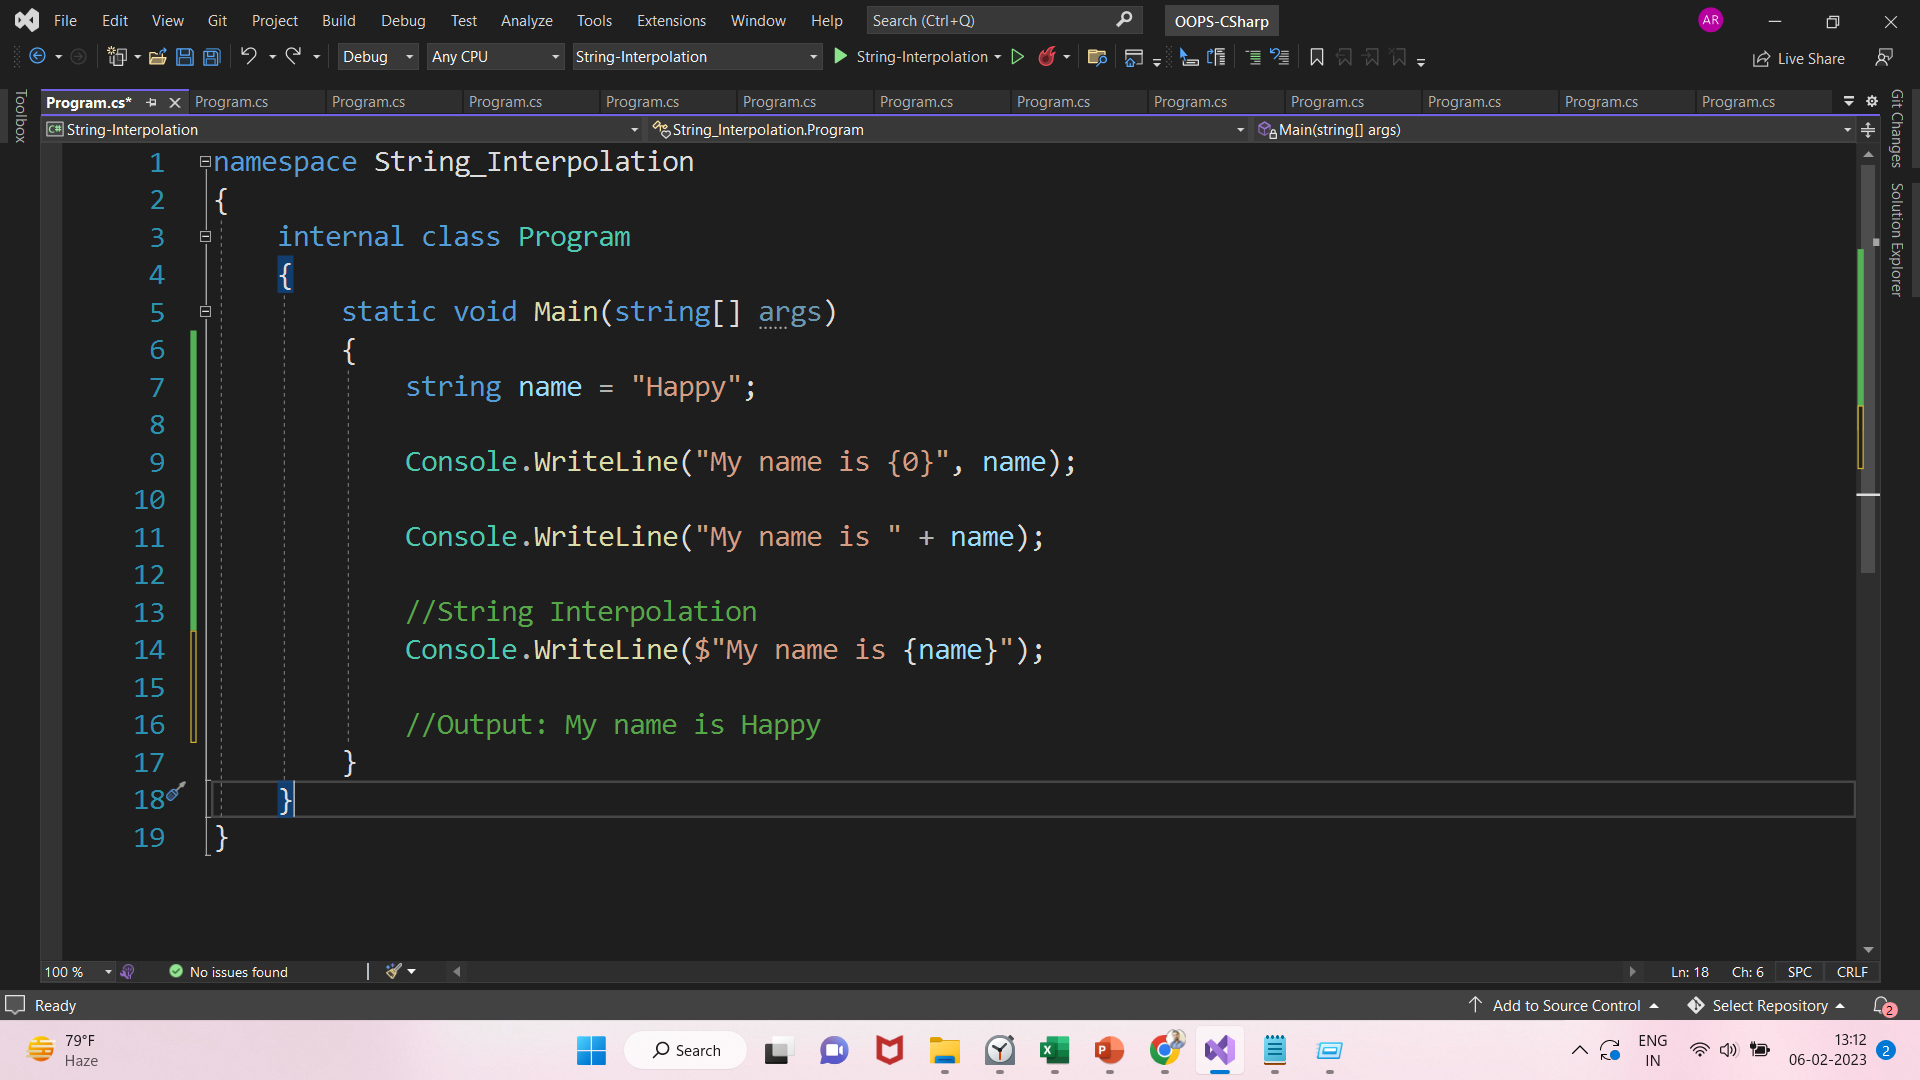 File Edit View Git Project Build Debug Test Analyze Tools Extensions Window Help Search (Ctrl+Q) OOPS-CSharp AR
Debug Any CPU String-Interpolation String-Interpolation Live Share
Toolbox
Program.cs* Program.cs Program.cs Program.cs Program.cs Program.cs Program.cs Program.cs Program.cs Program.cs Program.cs Program.cs Program.cs
C# String-Interpolation String_Interpolation.Program Main(string[] args)
Git Changes
Solution Explorer
1 namespace String_Interpolation
2 {
3 internal class Program
4 {
5 static void Main(string[] args)
6 {
7 string name = "Happy";
8
9 Console.WriteLine("My name is {0}", name);
10
11 Console.WriteLine("My name is " + name);
12
13 //String Interpolation
14 Console.WriteLine($"My name is {name}");
15
16 //Output: My name is Happy
17 }
18 }
19 }
100 % No issues found Ln: 18 Ch: 6 SPC CRLF
Ready Add to Source Control Select Repository 2
79°F
Haze
Search
ENG
IN
13:12
06-02-2023
2